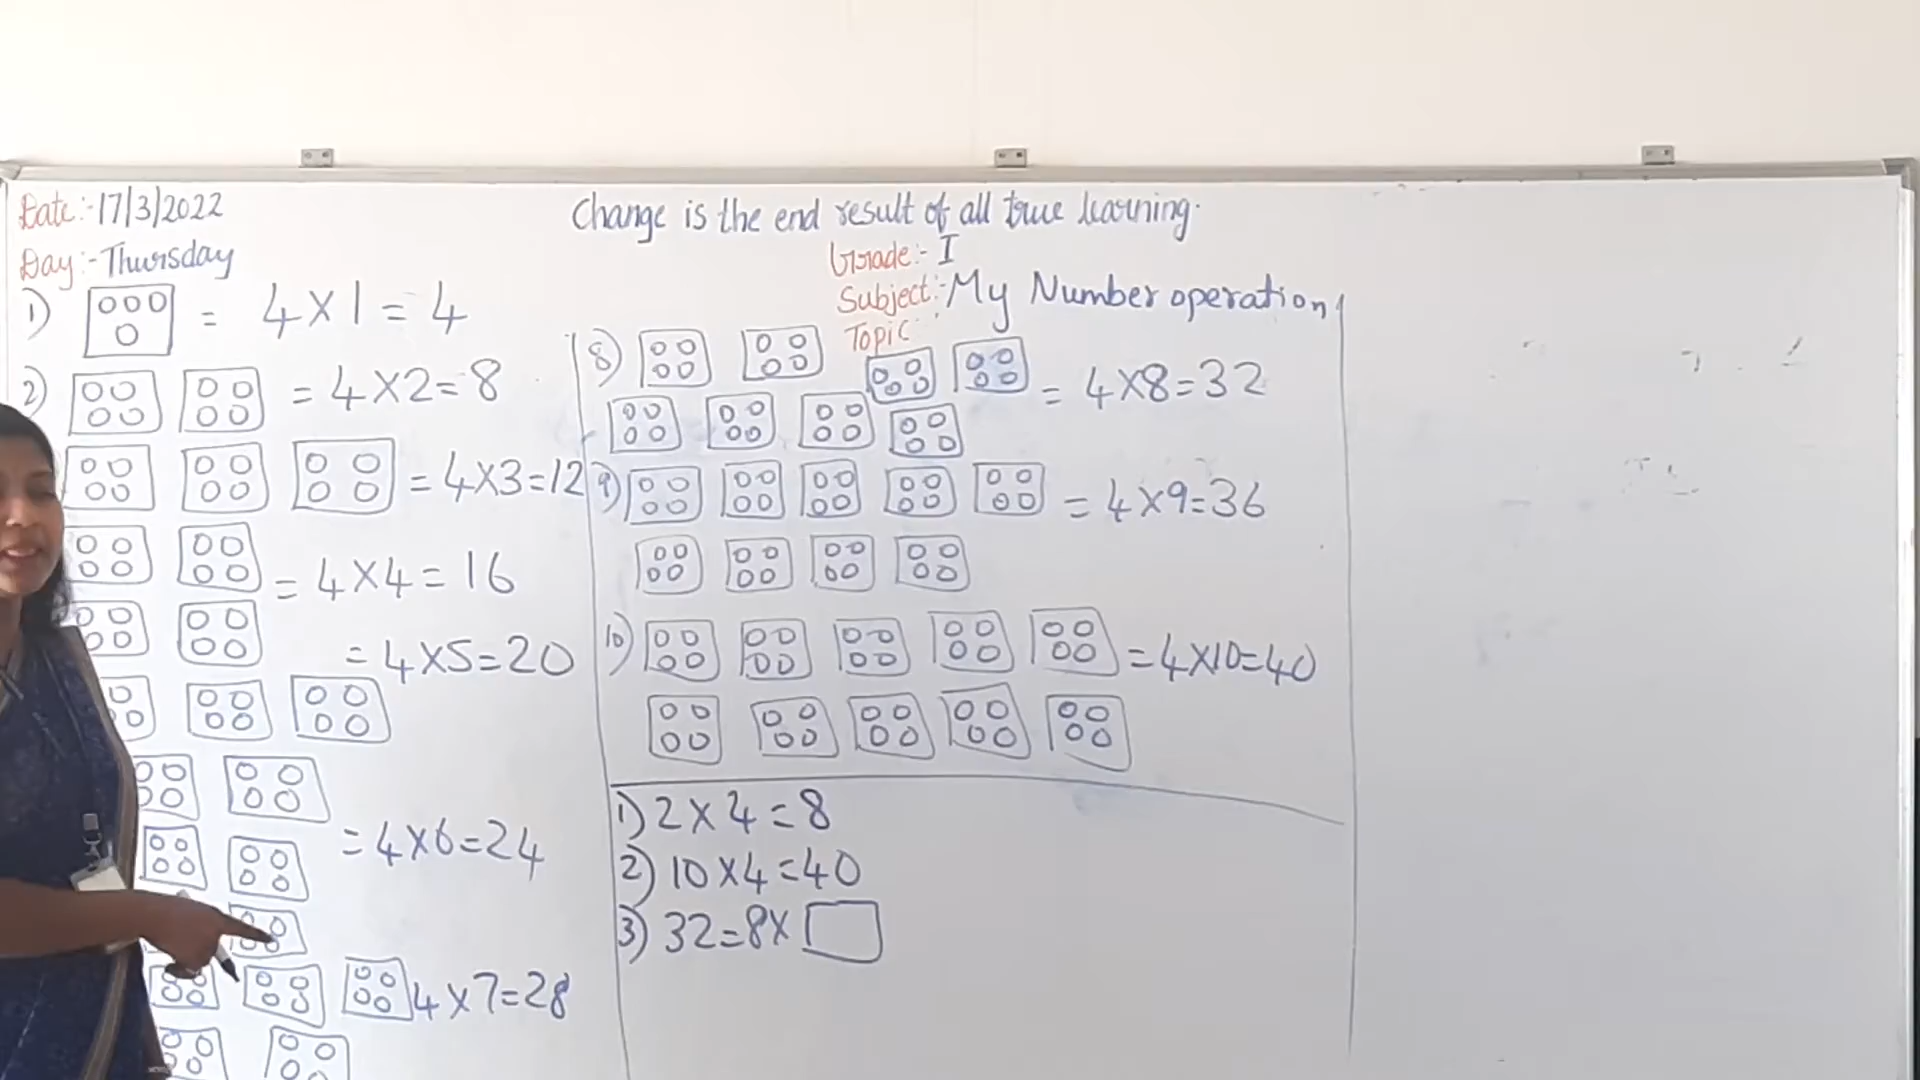 Date:-17/3/2022
Day:-Thursday
Change is the end result of all true learning.
Grade:- I
Subject:- My Number operation
Topic
1) = 4X1=4
2) = 4X2=8
= 4X3=12
= 4X4=16
= 4X5=20
= 4X6=24
4X7=28
8) = 4X8=32
9) = 4X9=36
10) = 4X10=40
1) 2X4=8
2) 10X4=40
3) 32=8X